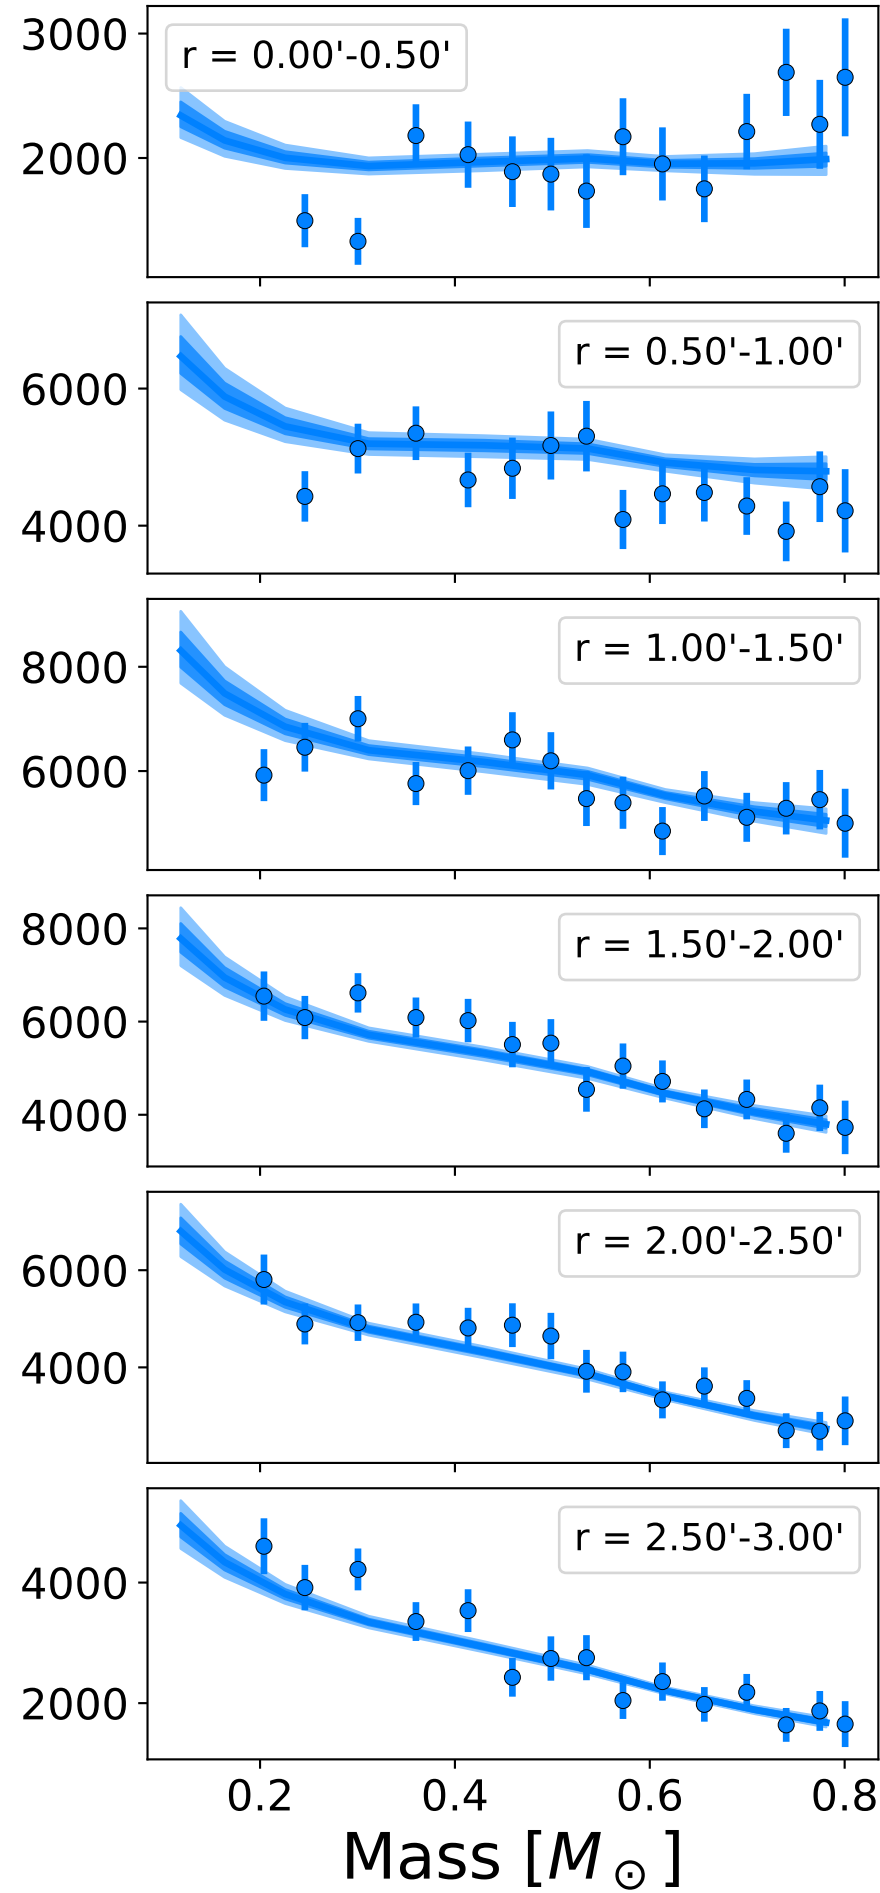 3000
r = 0.00'-0.50'
2000
r = 0.50'-1.00'
6000
4000
r = 1.00'-1.50'
8000
6000
r = 1.50'-2.00'
8000
6000
4000
r = 2.00'-2.50'
6000
4000
r = 2.50'-3.00'
4000
2000
0.2 0.4 0.6 0.8
Mass [M⊙]